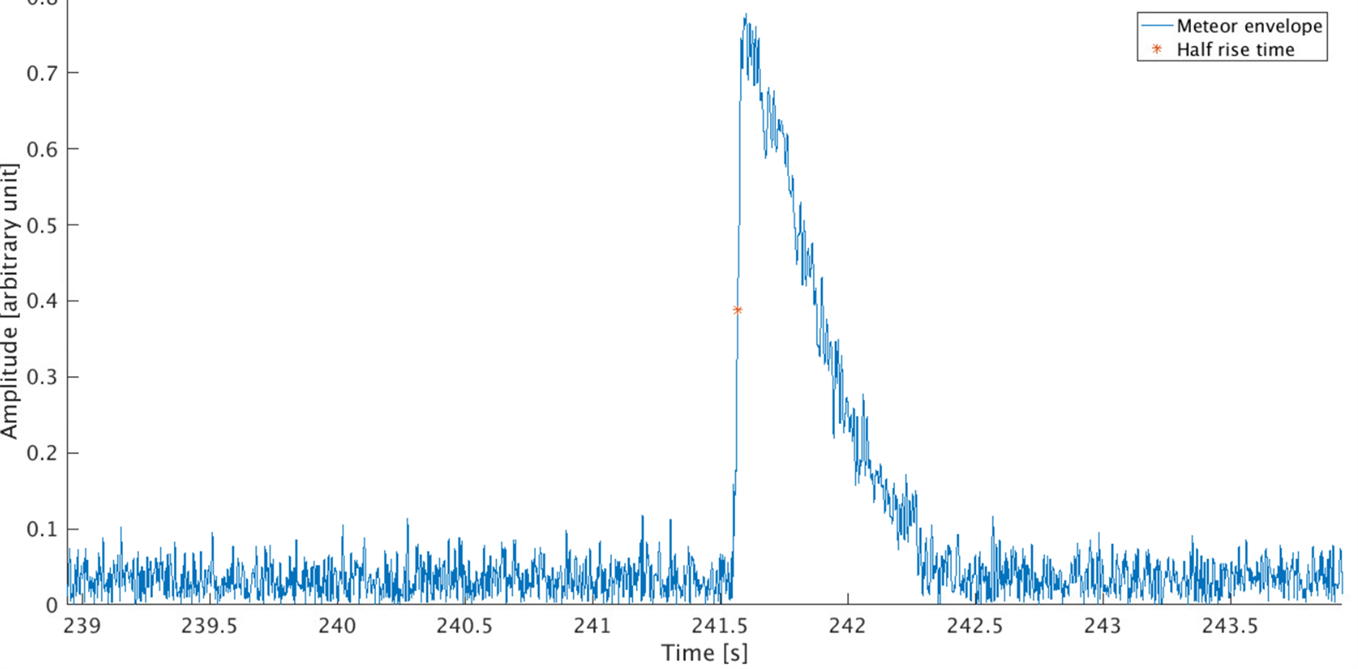 Meteor envelope
Half rise time
Amplitude [arbitrary unit]
0.8
0.7
0.6
0.5
0.4
0.3
0.2
0.1
0
239 239.5 240 240.5 241 241.5 242 242.5 243 243.5
Time [s]